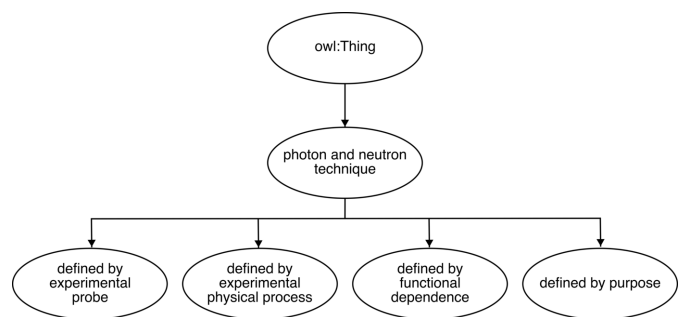 owl:Thing
photon and neutron
technique
defined by
experimental
probe
defined by
experimental
physical process
defined by
functional
dependence
defined by purpose